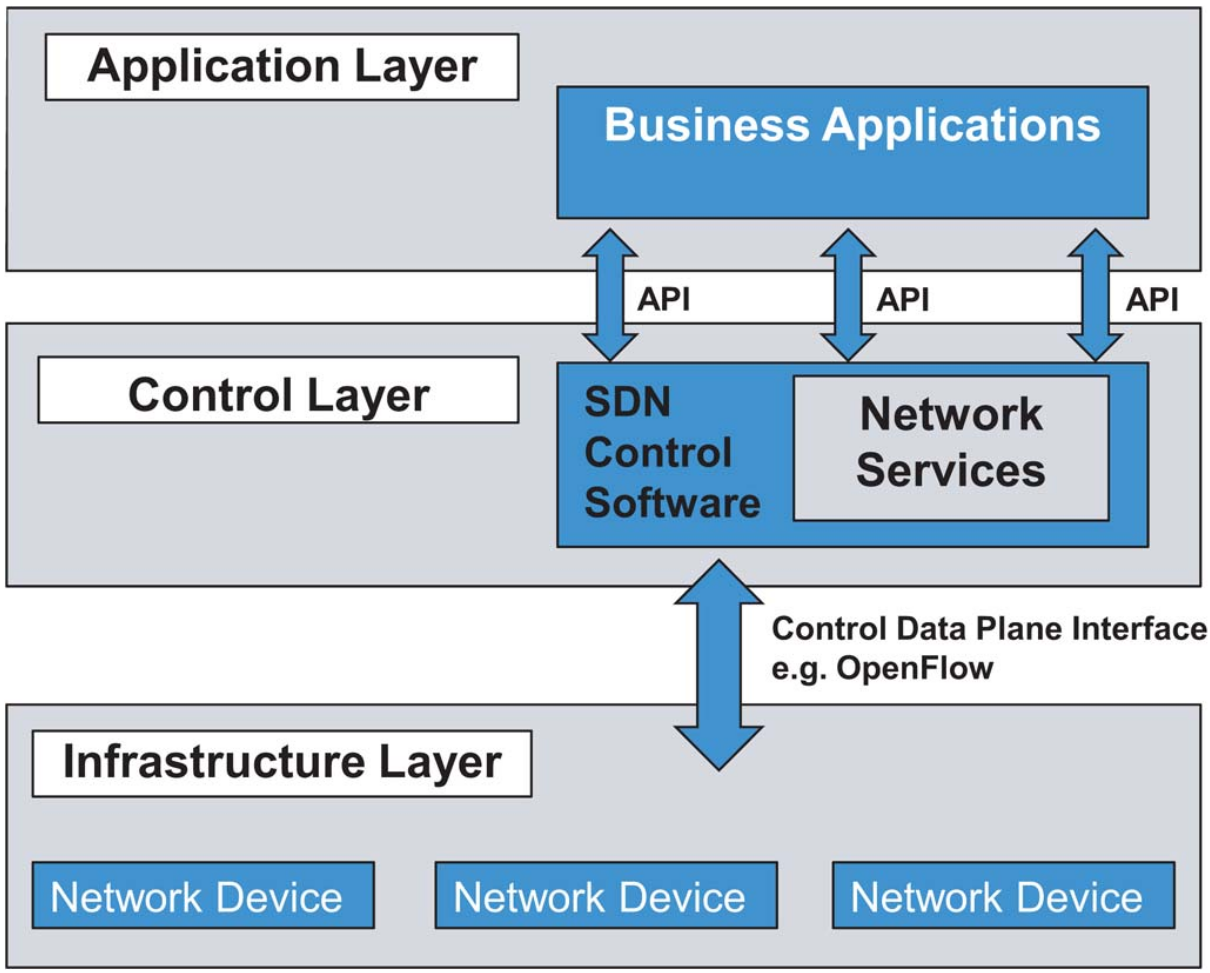 Application Layer
Business Applications
API
API
API
Control Layer
SDN
Control
Software
Network
Services
Control Data Plane Interface
e.g. OpenFlow
Infrastructure Layer
Network Device
Network Device
Network Device